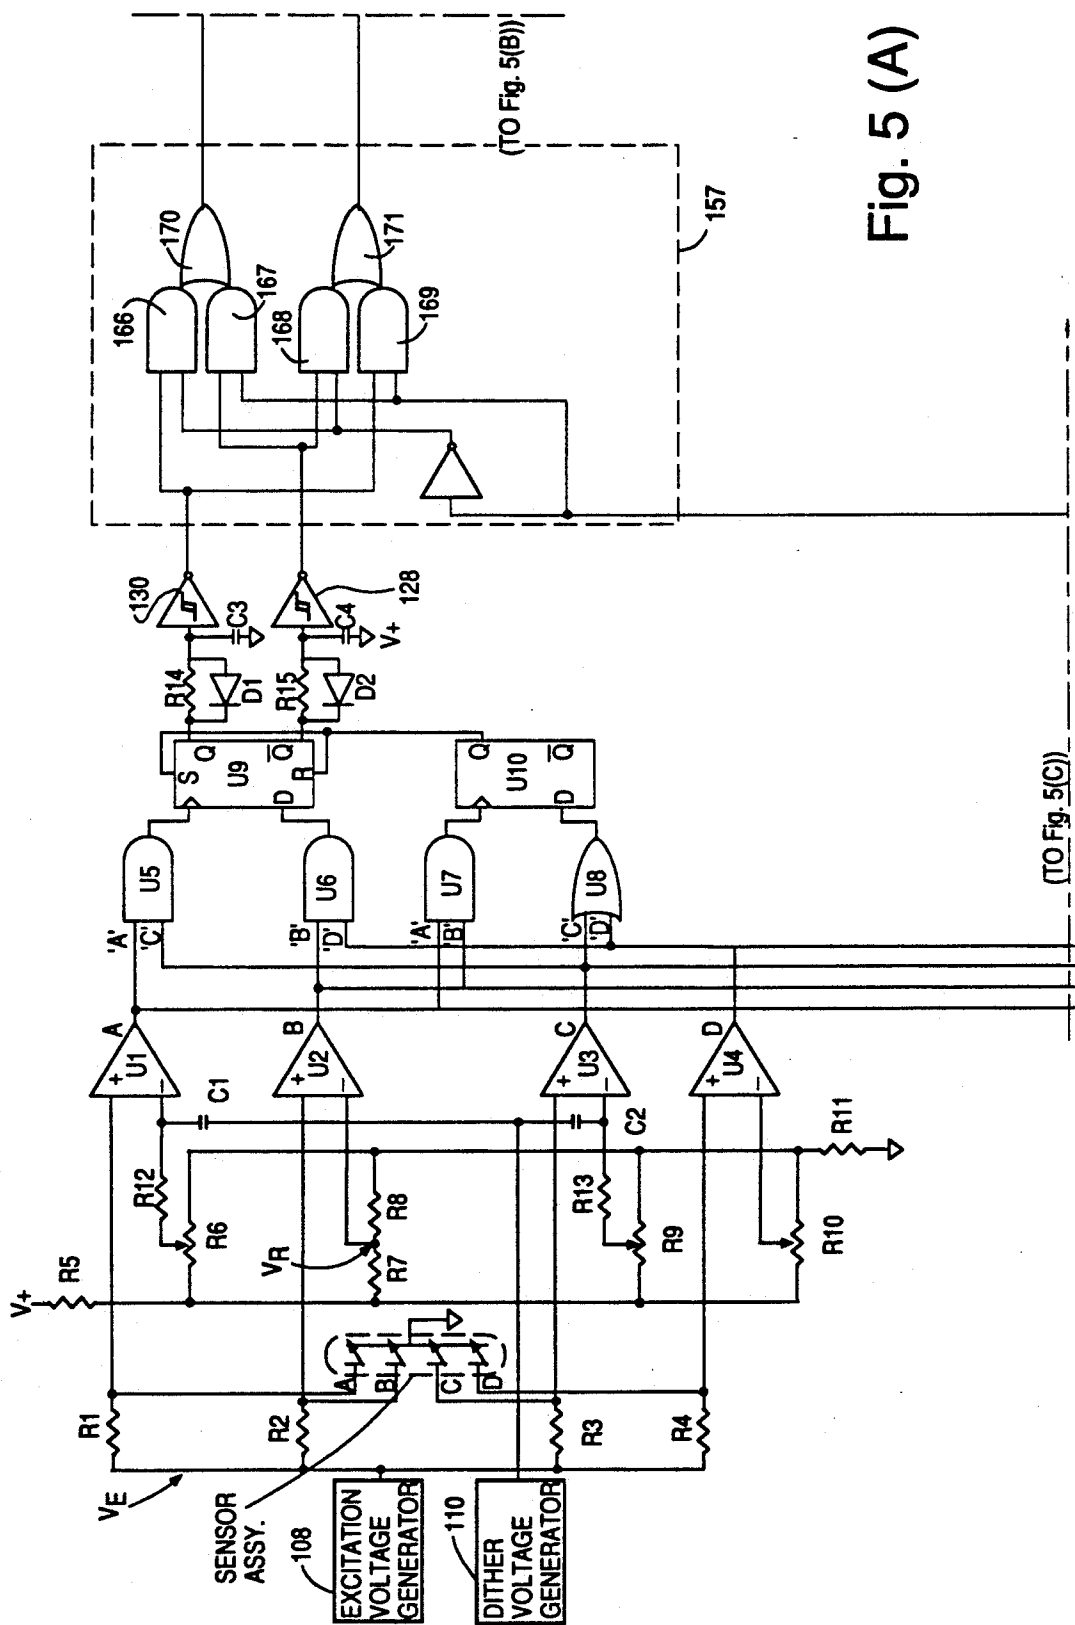 Fig. 5 (A)
(TO Fig. 5(B))
(TO Fig. 5(C))
157
170
166
167
168
171
169
130
128
C3
C4
V+
R14
D1
R15
D2
S
Q
U9
D
Q
R
Q
U10
D
Q
U5
U6
U7
U8
'A'
'C'
'B'
'D'
'A'
'B'
'C'
'D'
A
B
C
D
+
U1
–
+
U2
–
+
U3
–
+
U4
–
C1
C2
R12
R6
R8
VR
R7
R13
R9
R10
R11
V+
R5
A
B
C
D
R1
R2
R3
R4
VE
SENSOR
ASSY.
108
EXCITATION
VOLTAGE
GENERATOR
110
DITHER
VOLTAGE
GENERATOR